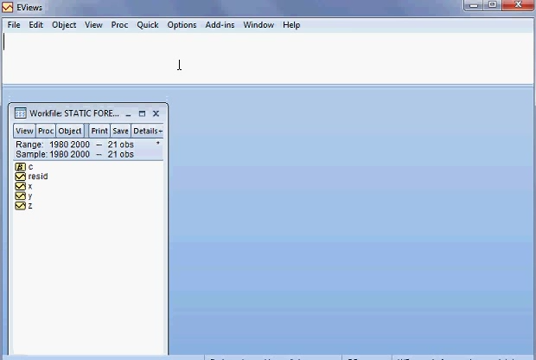 EViews
File Edit Object View Proc Quick Options Add-ins Window Help
Workfile: STATIC FORE...
View Proc Object Print Save Details
Range: 1980 2000 -- 21 obs
Sample: 1980 2000 -- 21 obs
c
resid
x
y
z